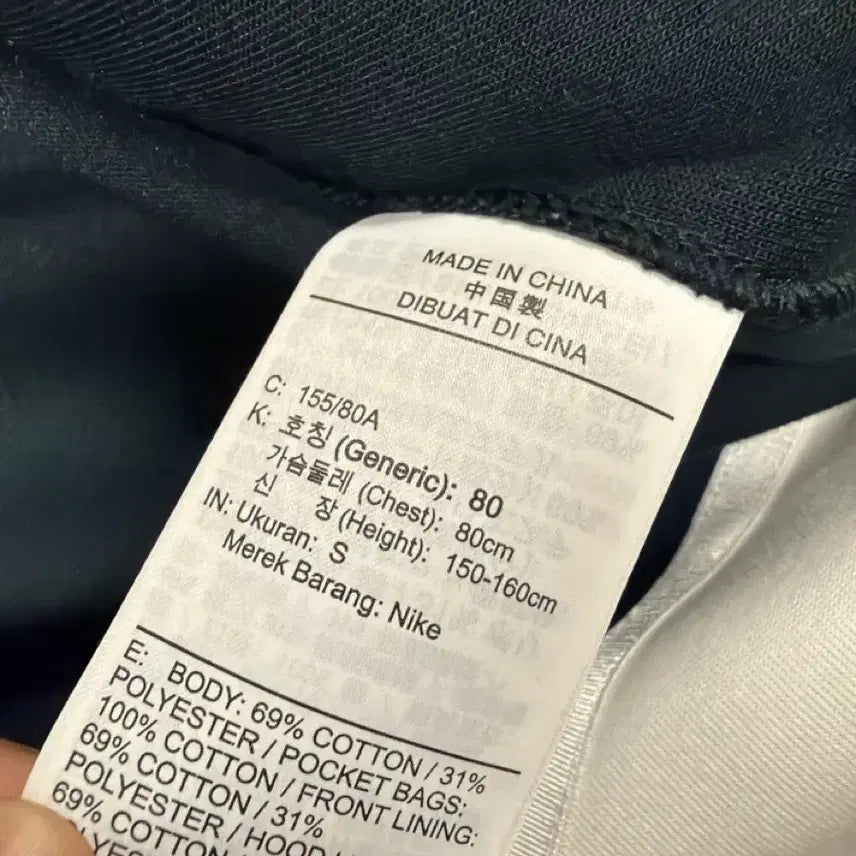 MADE IN CHINA
中国製
DIBUAT DI CINA
C: 155/80A
K: 호칭 (Generic): 80
가슴둘레 (Chest): 80cm
신 장 (Height): 150-160cm
IN: Ukuran: S
Merek Barang: Nike
E: BODY: 69% COTTON / 31%
POLYESTER / POCKET BAGS:
100% COTTON / FRONT LINING:
69% COTTON / 31%
POLYESTER / HOOD
69% COTTON